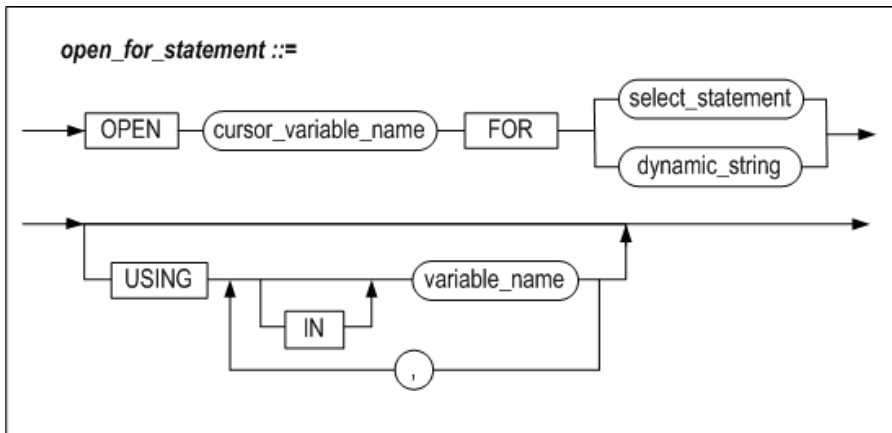 open_for_statement ::=
OPEN cursor_variable_name FOR select_statement
dynamic_string
USING IN variable_name
,